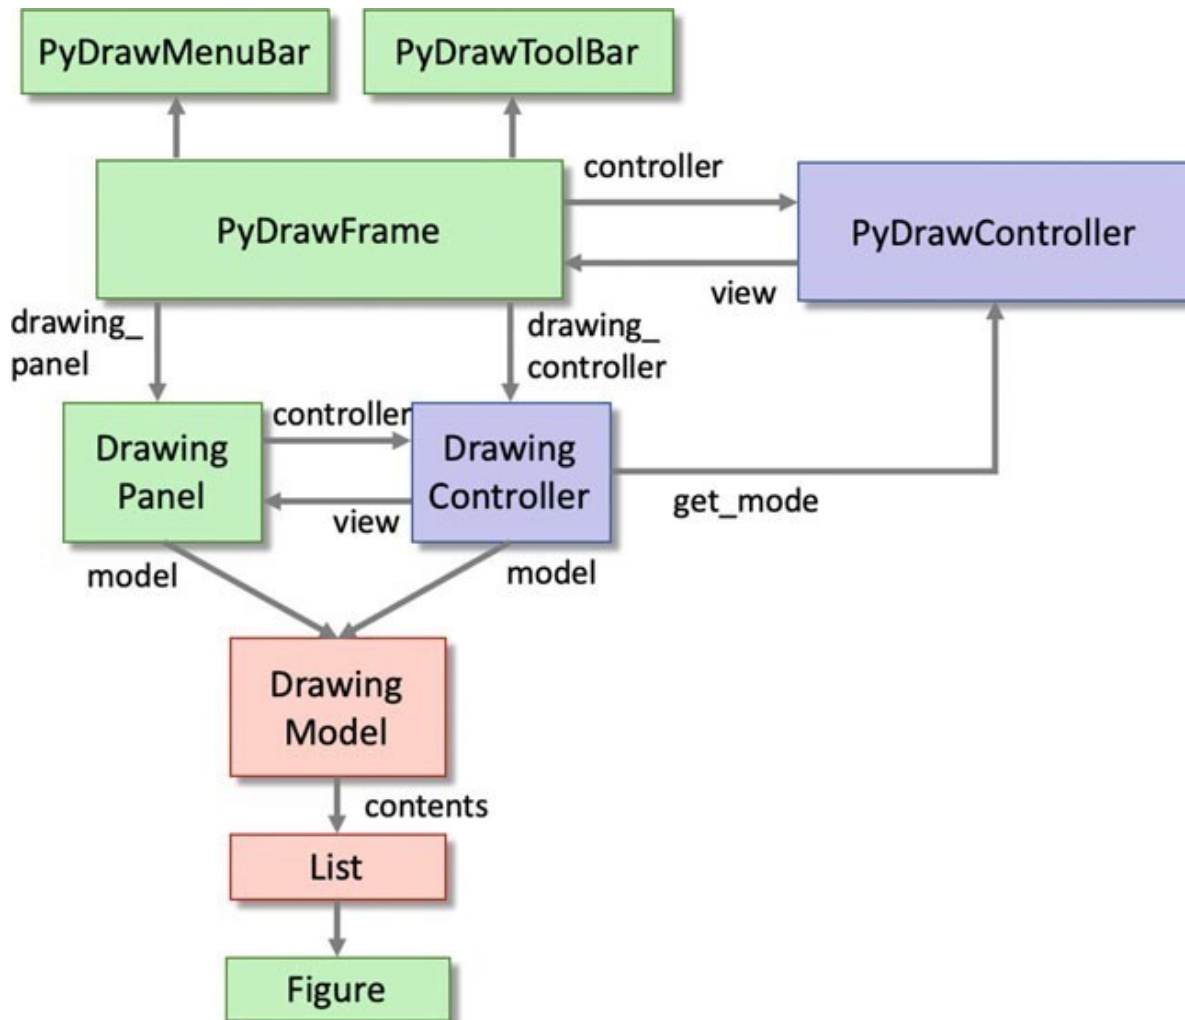 PyDrawMenuBar
PyDrawToolBar
controller
PyDrawFrame
PyDrawController
view
drawing_
panel
drawing_
controller
controller
Drawing
Panel
Drawing
Controller
view
get_mode
model
model
Drawing
Model
contents
List
Figure